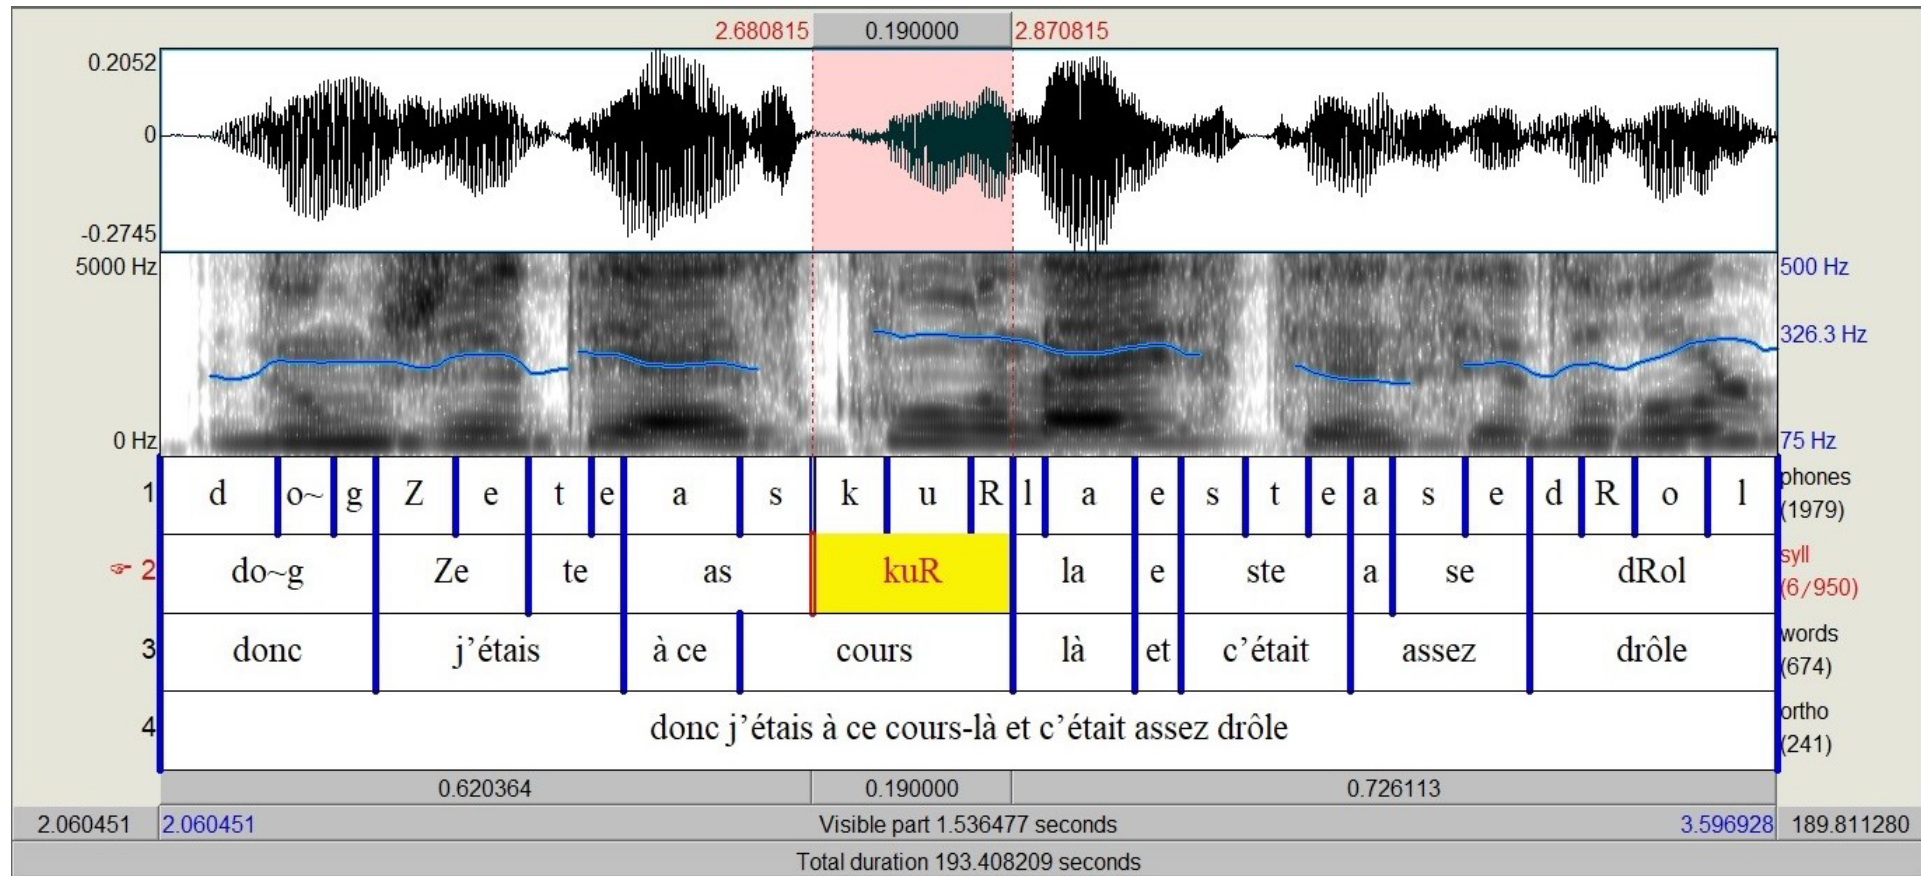 2.680815 0.190000 2.870815
0.2052
0
-0.2745
5000 Hz 500 Hz
326.3 Hz
0 Hz 75 Hz
1 d o~ g Z e t e a s k u R l a e s t e a s e d R o l phones
(1979)
☞ 2 do~g Ze te as kuR la e ste a se dRol syll
(6/950)
3 donc j’étais à ce cours là et c’était assez drôle words
(674)
4 donc j’étais à ce cours-là et c’était assez drôle ortho
(241)
0.620364 0.190000 0.726113
2.060451 2.060451 Visible part 1.536477 seconds 3.596928 189.811280
Total duration 193.408209 seconds